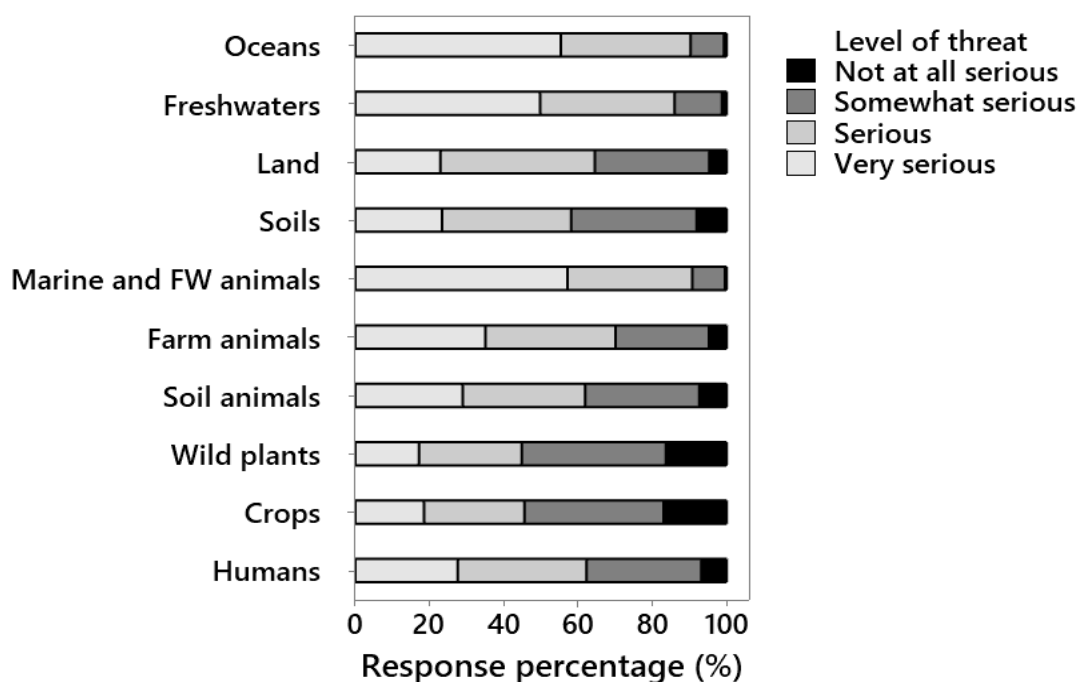 Oceans
Freshwaters
Land
Soils
Marine and FW animals
Farm animals
Soil animals
Wild plants
Crops
Humans
0 20 40 60 80 100
Response percentage (%)
Level of threat
Not at all serious
Somewhat serious
Serious
Very serious